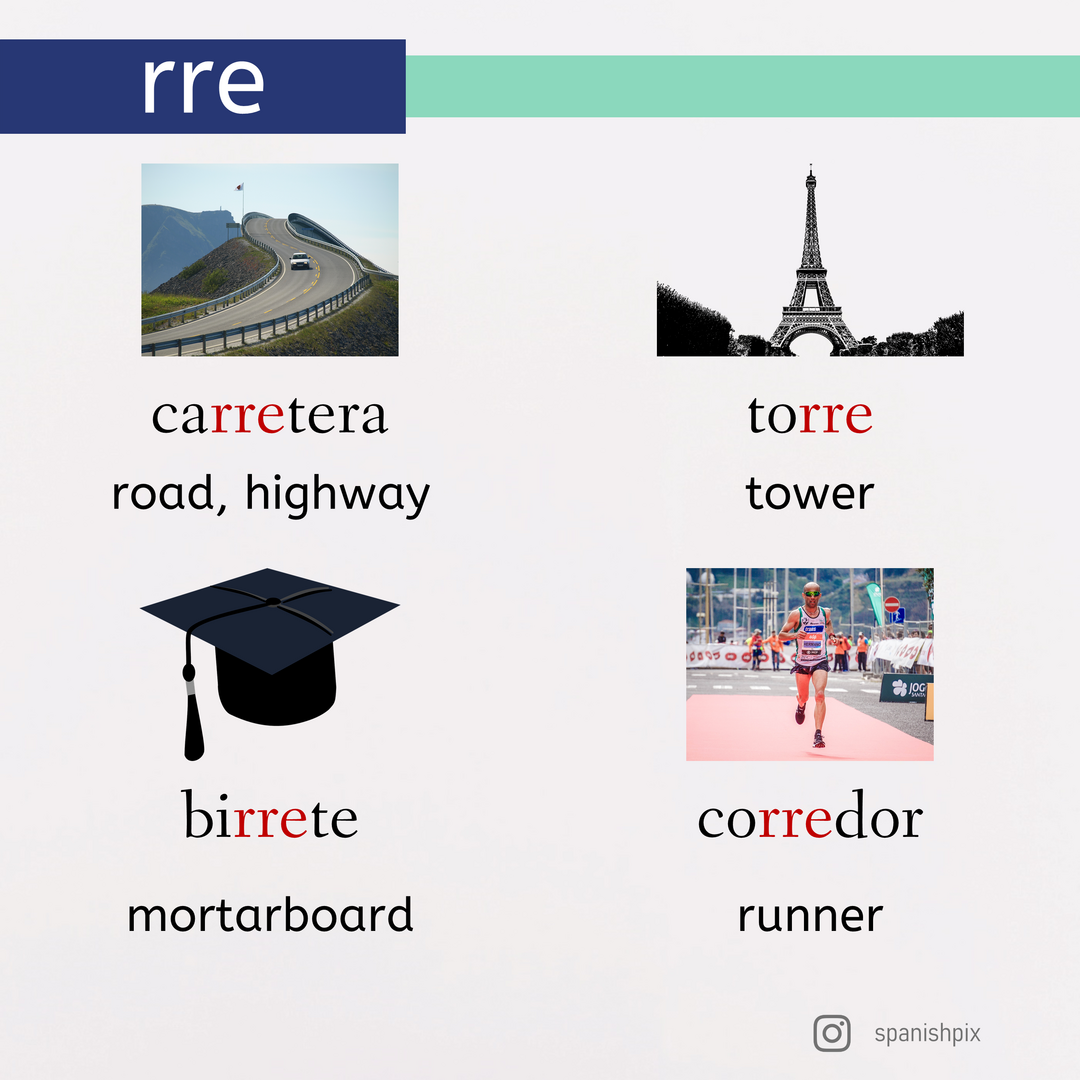 rre
carretera
road, highway
torre
tower
birrete
mortarboard
corredor
runner
spanishpix